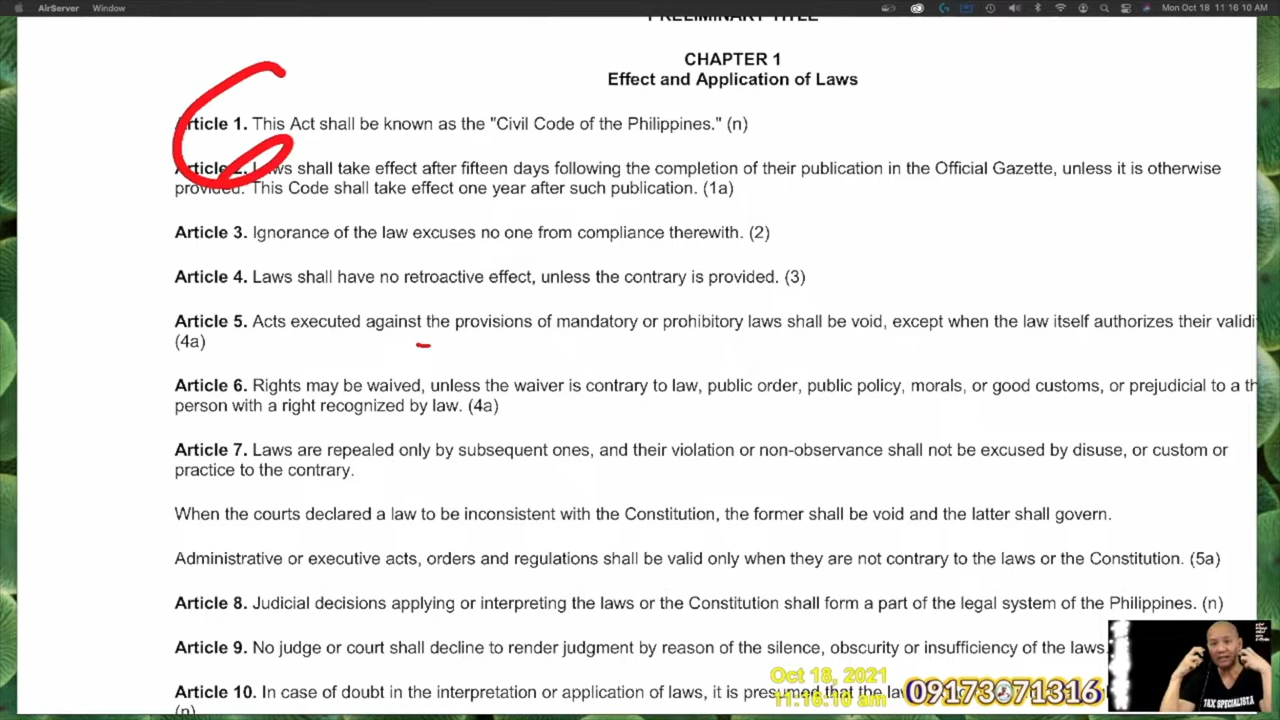 AirServer Window Mon Oct 18 11:16:10 AM
PRELIMINARY TITLE
CHAPTER 1
Effect and Application of Laws
Article 1. This Act shall be known as the "Civil Code of the Philippines." (n)
Article 2. Laws shall take effect after fifteen days following the completion of their publication in the Official Gazette, unless it is otherwise
provided. This Code shall take effect one year after such publication. (1a)
Article 3. Ignorance of the law excuses no one from compliance therewith. (2)
Article 4. Laws shall have no retroactive effect, unless the contrary is provided. (3)
Article 5. Acts executed against the provisions of mandatory or prohibitory laws shall be void, except when the law itself authorizes their validi
(4a)
Article 6. Rights may be waived, unless the waiver is contrary to law, public order, public policy, morals, or good customs, or prejudicial to a th
person with a right recognized by law. (4a)
Article 7. Laws are repealed only by subsequent ones, and their violation or non-observance shall not be excused by disuse, or custom or
practice to the contrary.
When the courts declared a law to be inconsistent with the Constitution, the former shall be void and the latter shall govern.
Administrative or executive acts, orders and regulations shall be valid only when they are not contrary to the laws or the Constitution. (5a)
Article 8. Judicial decisions applying or interpreting the laws or the Constitution shall form a part of the legal system of the Philippines. (n)
Article 9. No judge or court shall decline to render judgment by reason of the silence, obscurity or insufficiency of the laws.
Article 10. In case of doubt in the interpretation or application of laws, it is presumed that the la
(n)
Oct 18, 2021
11:16:10 am
09173071316
TAX SPECIALISTA